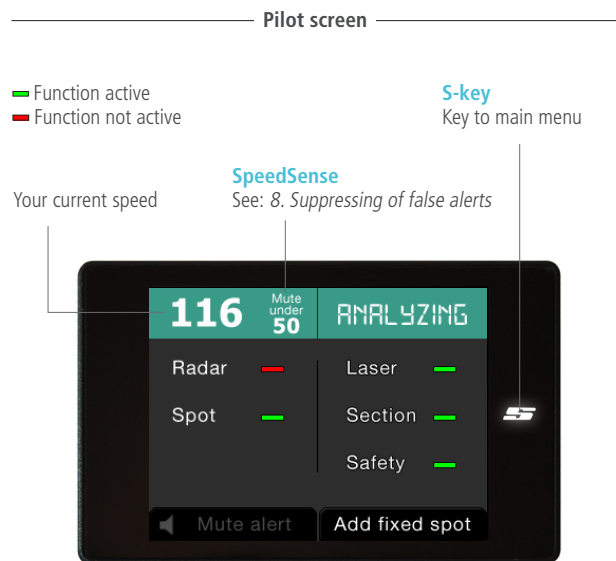 Pilot screen
Function active
Function not active
S-key
Key to main menu
SpeedSense
See: 8. Suppressing of false alerts
Your current speed
116
Mute
under
50
ANALYZING
Radar
Laser
Spot
Section
Safety
Mute alert
Add fixed spot